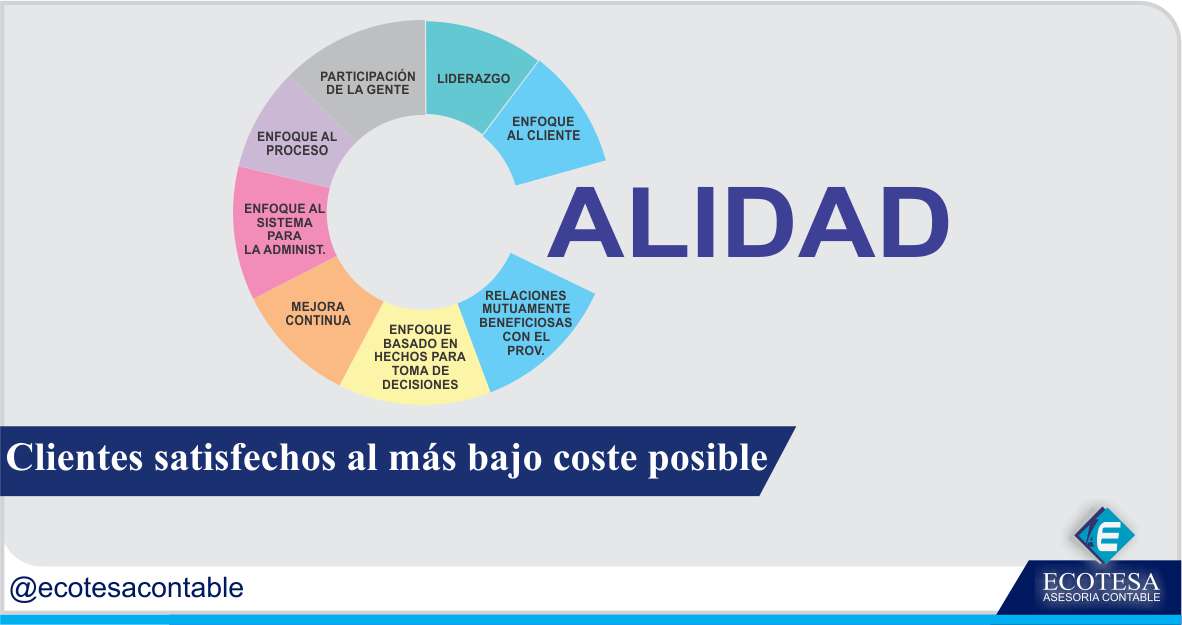 PARTICIPACIÓN
DE LA GENTE
LIDERAZGO
ENFOQUE
AL CLIENTE
ENFOQUE AL
PROCESO
ENFOQUE AL
SISTEMA
PARA
LA ADMINIST.
MEJORA
CONTINUA
ENFOQUE
BASADO EN
HECHOS PARA
TOMA DE
DECISIONES
RELACIONES
MUTUAMENTE
BENEFICIOSAS
CON EL
PROV.
ALIDAD
Clientes satisfechos al más bajo coste posible
@ecotesacontable
E
ECOTESA
ASESORIA CONTABLE